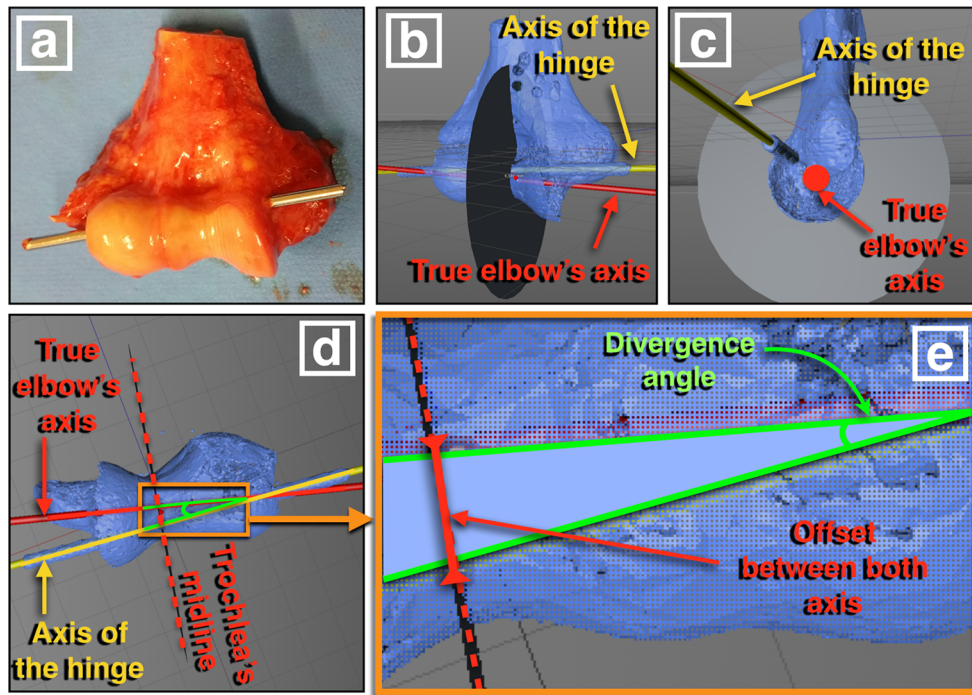 a
b
Axis of the
hinge
True elbow's axis
c
Axis of the
hinge
True
elbow's
axis
d
True
elbow's
axis
Trochlea's
midline
Axis of
the hinge
e
Divergence
angle
Offset
between both
axis